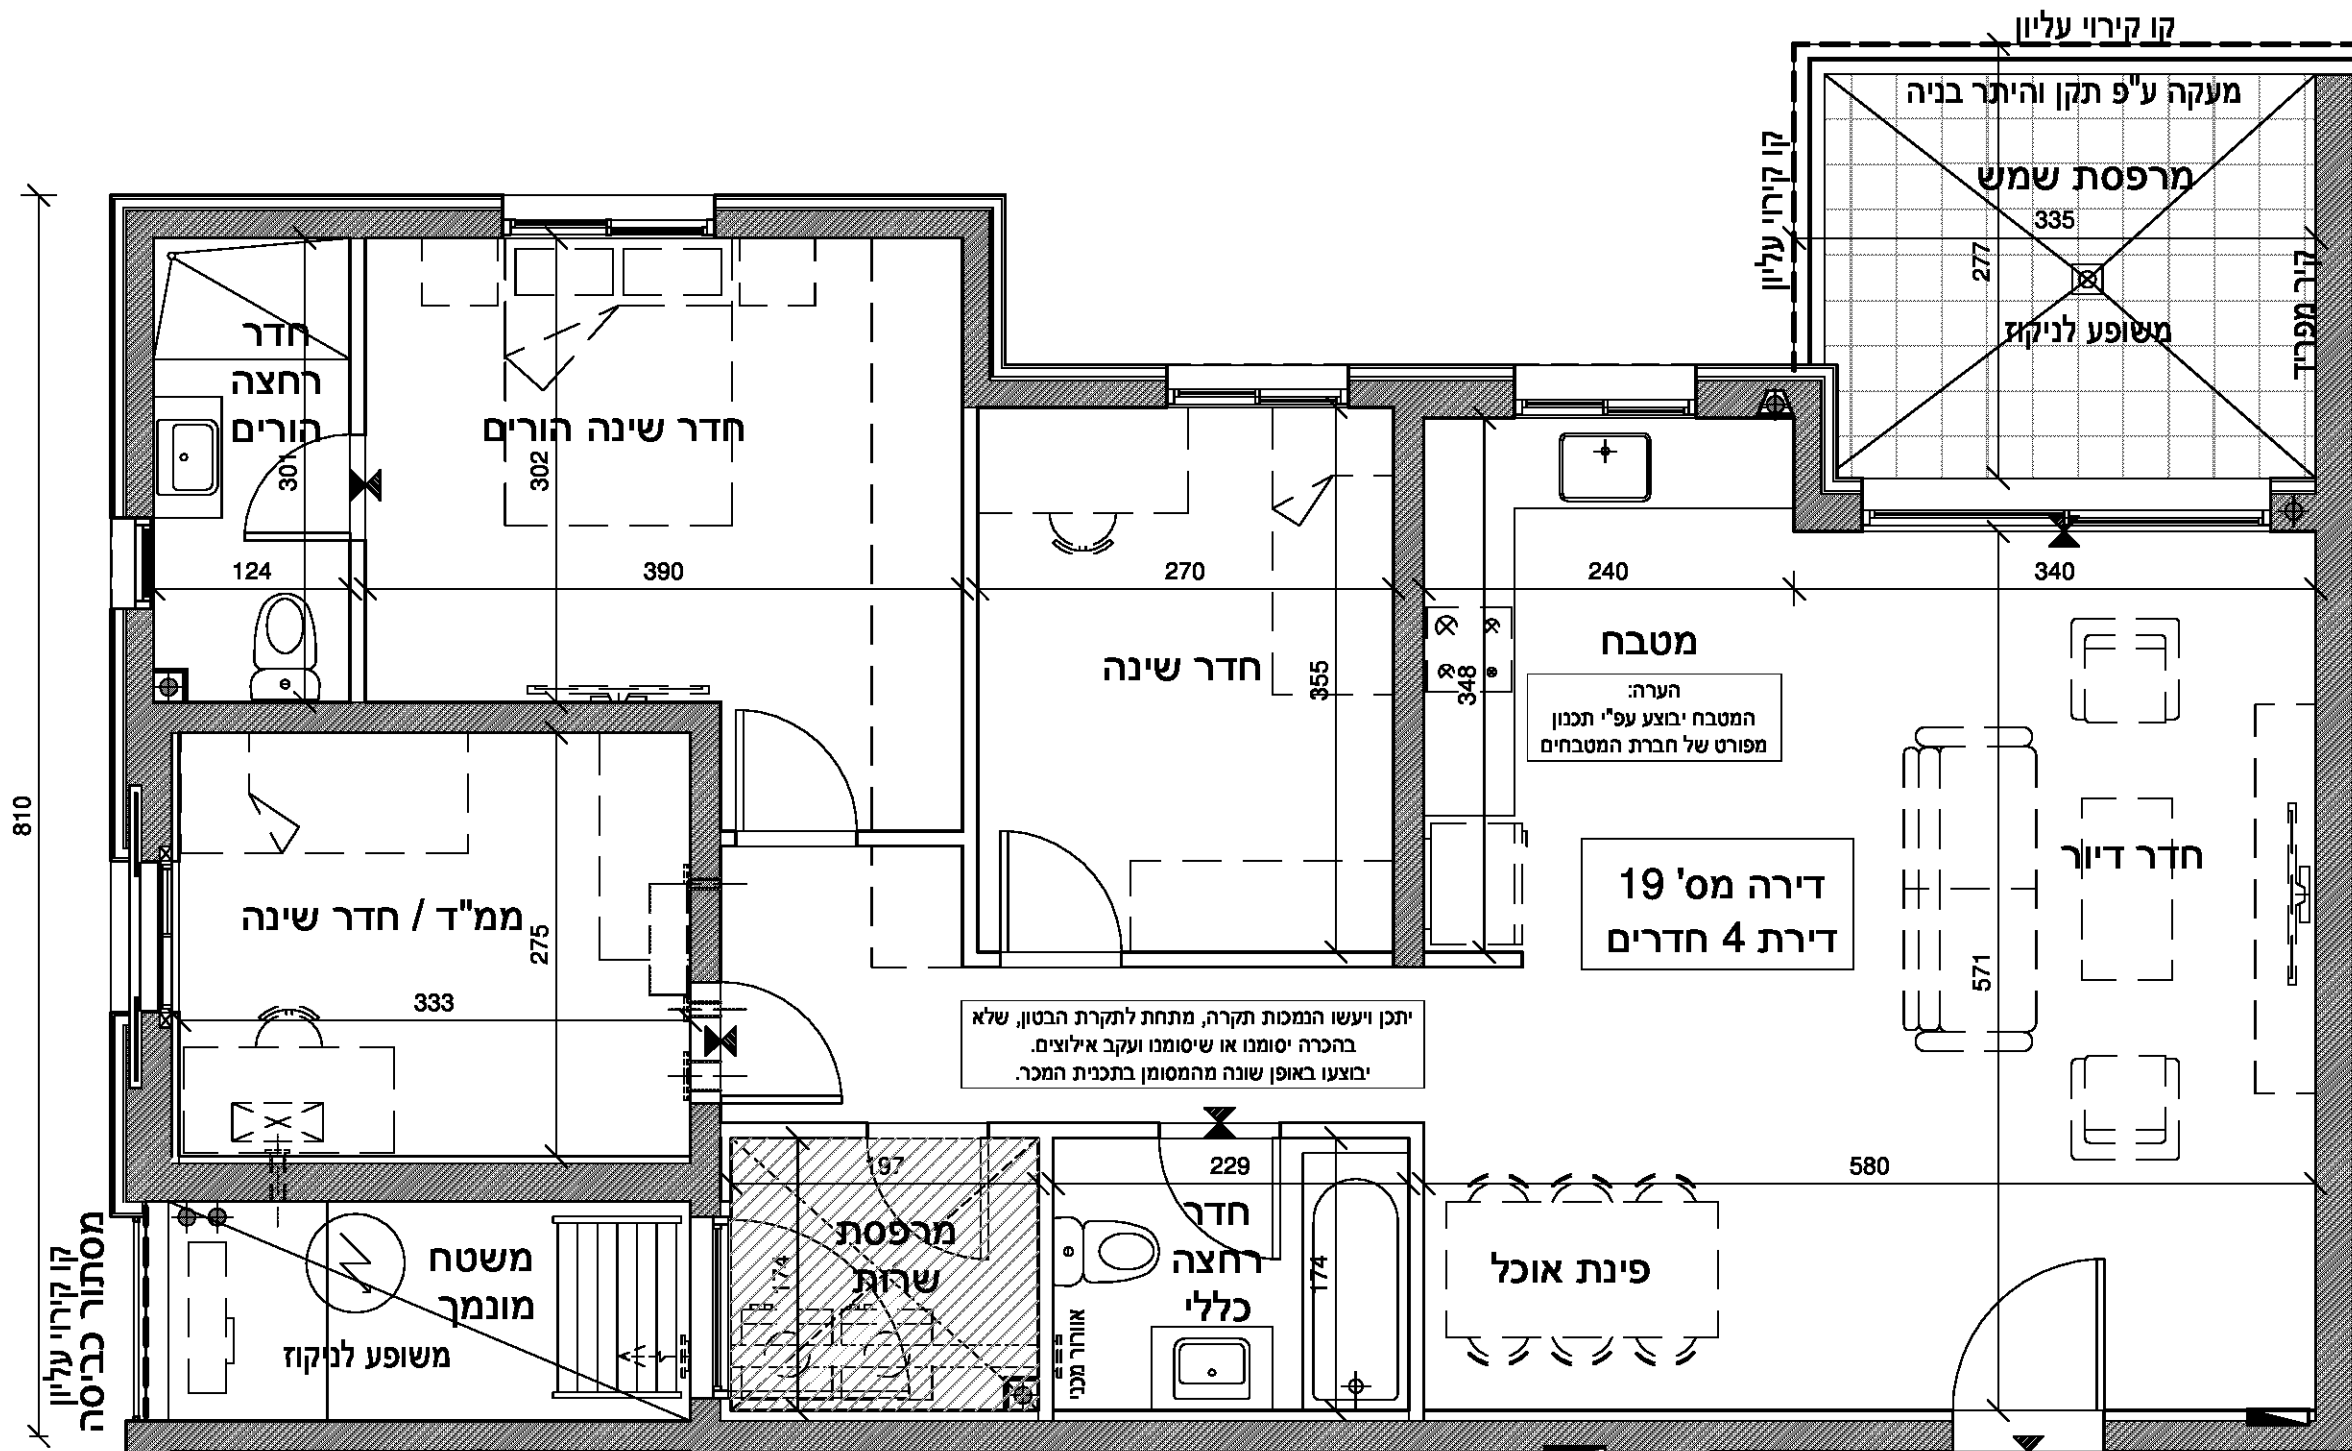 קו קירוי עליון
מעקה ע"פ תקן והיתר בניה
קו קירוי עליון
מרפסת שמש
335
277
קיר מפריד
משופע לניקוז
חדר
רחצה
הורים
301
חדר שינה הורים
302
124
390
270
240
340
חדר שינה
355
348
מטבח
הערה:
המטבח יבוצע עפ"י תכנון
מפורט של חברת המטבחים
810
דירה מס' 19
דירת 4 חדרים
חדר דיור
571
ממ"ד / חדר שינה
275
333
יתכן ויעשו הנמכות תקרה, מתחת לתקרת הבטון, שלא
בהכרה יסומנו או שיסומנו ועקב אילוצים.
יבוצעו באופן שונה מהמסומן בתכנית המכר.
197
229
580
מרפסת
שרות
174
חדר
רחצה
כללי
174
אוורור מכני
פינת אוכל
משטח
מונמך
משופע לניקוז
קו קירוי עליון
מסתור כביסה